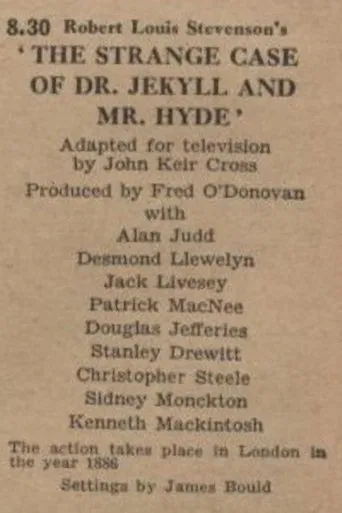 8.30 Robert Louis Stevenson's
'THE STRANGE CASE
OF DR. JEKYLL AND
MR. HYDE'
Adapted for television
by John Keir Cross
Produced by Fred O'Donovan
with
Alan Judd
Desmond Llewelyn
Jack Livesey
Patrick MacNee
Douglas Jefferies
Stanley Drewitt
Christopher Steele
Sidney Monckton
Kenneth Mackintosh
The action takes place in London in
the year 1886
Settings by James Bould